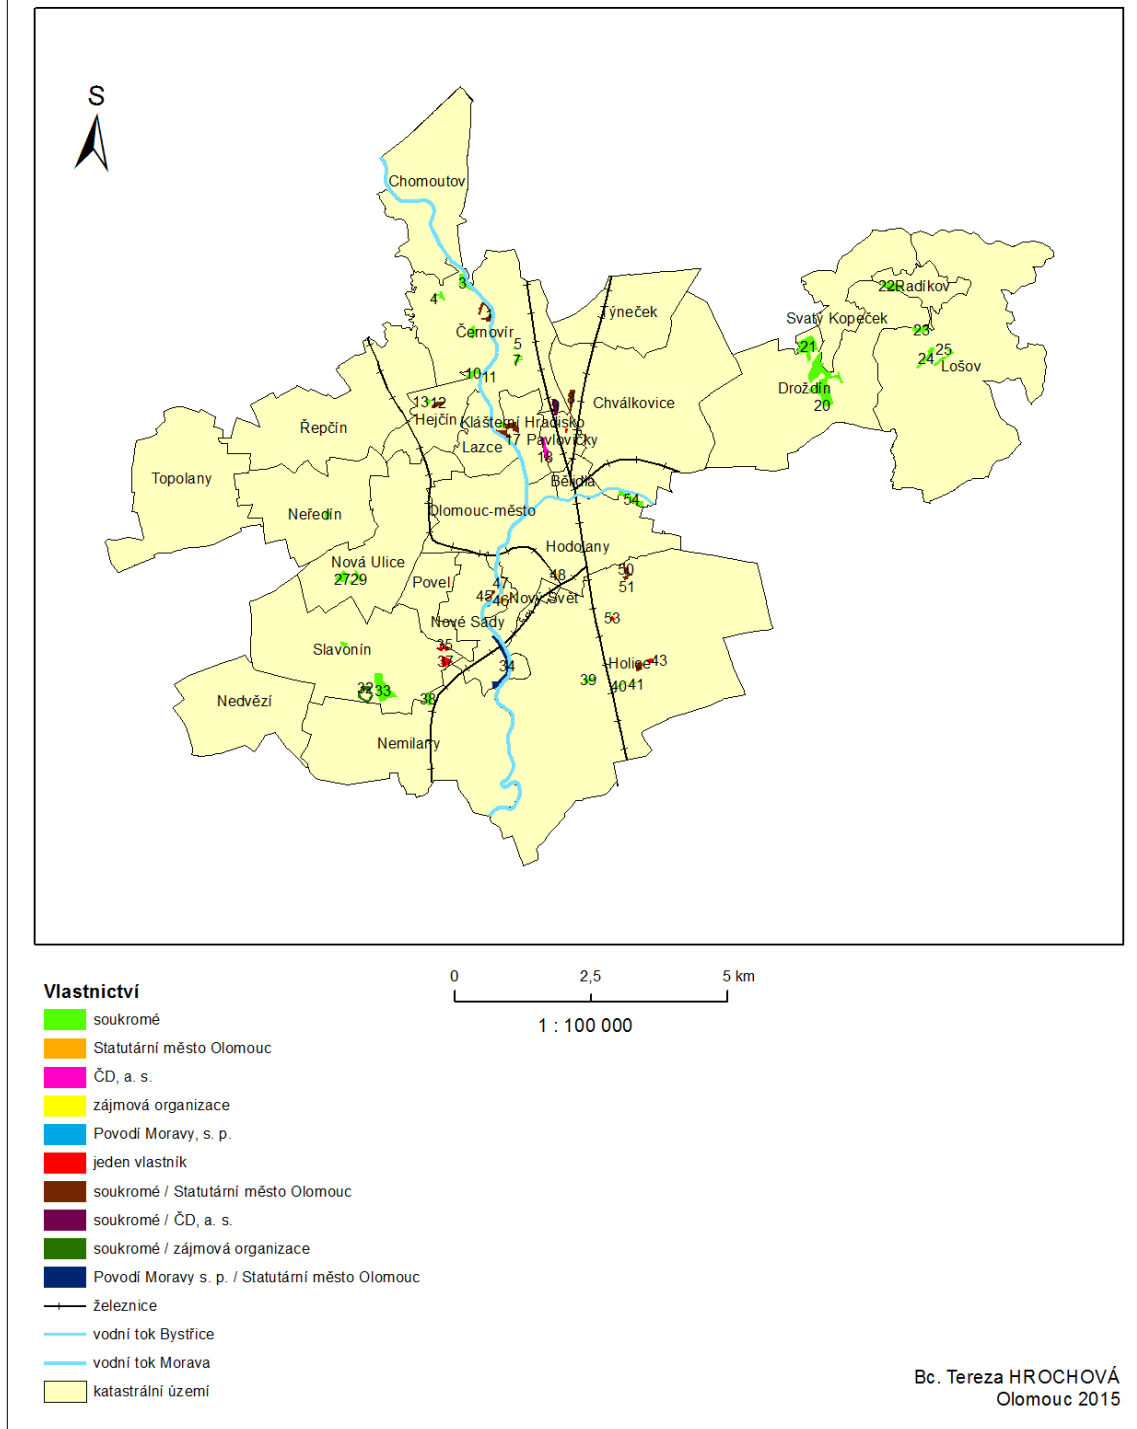 S
Chomoutov
3
4
Černovír
5
7
10 11
Týneček
22 Radíkov
Svatý Kopeček
23
21
25
24
Lošov
Droždín
20
13 12
Hejčín
Chválkovice
Klášterní Hradisko
17 Pavlovičky
18
Řepčín
Lazce
Topolany
Bělidla
54
Neředín
Olomouc-město
Hodolany
Nová Ulice
27 29
Povel
47
48
50
51
45
46
Nový Svět
53
Nové Sady
Slavonín
35
37
34
Holice
43
39
40 41
32 33
38
Nedvězí
Nemilany
0 2,5 5 km
1 : 100 000
Vlastnictví
soukromé
Statutární město Olomouc
ČD, a. s.
zájmová organizace
Povodí Moravy, s. p.
jeden vlastník
soukromé / Statutární město Olomouc
soukromé / ČD, a. s.
soukromé / zájmová organizace
Povodí Moravy s. p. / Statutární město Olomouc
železnice
vodní tok Bystřice
vodní tok Morava
katastrální území
Bc. Tereza HROCHOVÁ
Olomouc 2015